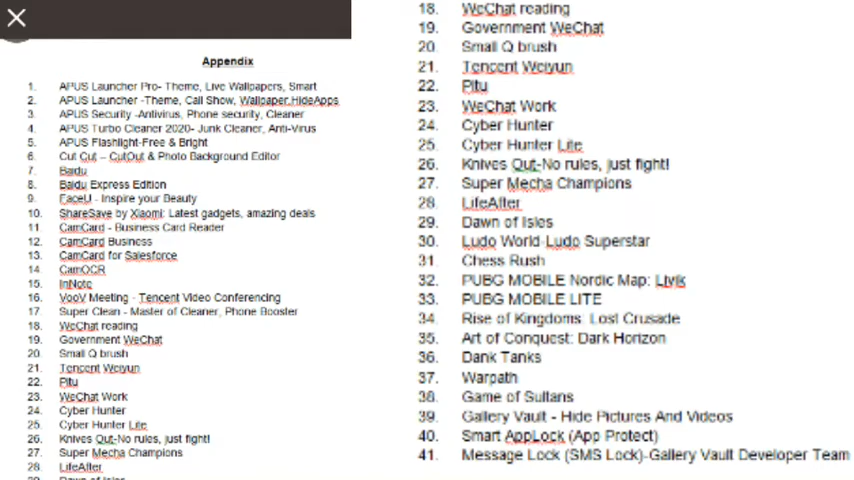 Appendix
1. APUS Launcher Pro- Theme, Live Wallpapers, Smart
2. APUS Launcher -Theme, Call Show, Wallpaper,HideApps
3. APUS Security -Antivirus, Phone security, Cleaner
4. APUS Turbo Cleaner 2020- Junk Cleaner, Anti-Virus
5. APUS Flashlight-Free & Bright
6. Cut Cut – CutOut & Photo Background Editor
7. Baidu
8. Baidu Express Edition
9. FaceU - Inspire your Beauty
10. ShareSave by Xiaomi: Latest gadgets, amazing deals
11. CamCard - Business Card Reader
12. CamCard Business
13. CamCard for Salesforce
14. CamOCR
15. InNote
16. VooV Meeting - Tencent Video Conferencing
17. Super Clean - Master of Cleaner, Phone Booster
18. WeChat reading
19. Government WeChat
20. Small Q brush
21. Tencent Weiyun
22. Pitu
23. WeChat Work
24. Cyber Hunter
25. Cyber Hunter Lite
26. Knives Out-No rules, just fight!
27. Super Mecha Champions
28. LifeAfter
Dawn of Isles
18. WeChat reading
19. Government WeChat
20. Small Q brush
21. Tencent Weiyun
22. Pitu
23. WeChat Work
24. Cyber Hunter
25. Cyber Hunter Lite
26. Knives Out-No rules, just fight!
27. Super Mecha Champions
28. LifeAfter
29. Dawn of Isles
30. Ludo World-Ludo Superstar
31. Chess Rush
32. PUBG MOBILE Nordic Map: Livik
33. PUBG MOBILE LITE
34. Rise of Kingdoms: Lost Crusade
35. Art of Conquest: Dark Horizon
36. Dank Tanks
37. Warpath
38. Game of Sultans
39. Gallery Vault - Hide Pictures And Videos
40. Smart AppLock (App Protect)
41. Message Lock (SMS Lock)-Gallery Vault Developer Team